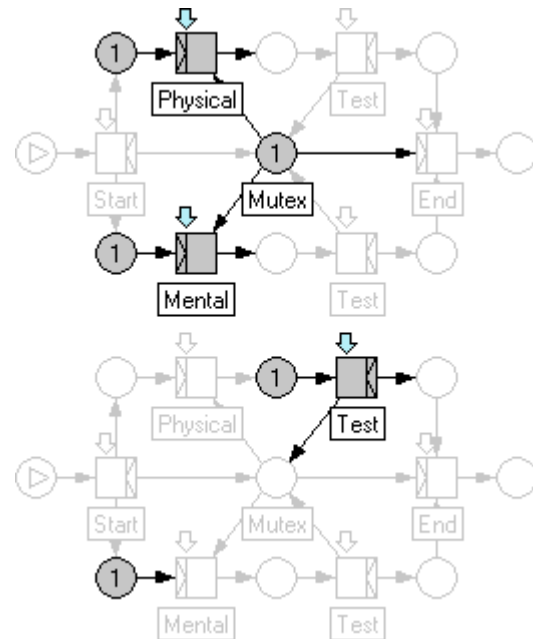 1
Physical
Test
1
Start
Mutex
End
1
Mental
Test
1
Physical
Test
Start
Mutex
End
1
Mental
Test